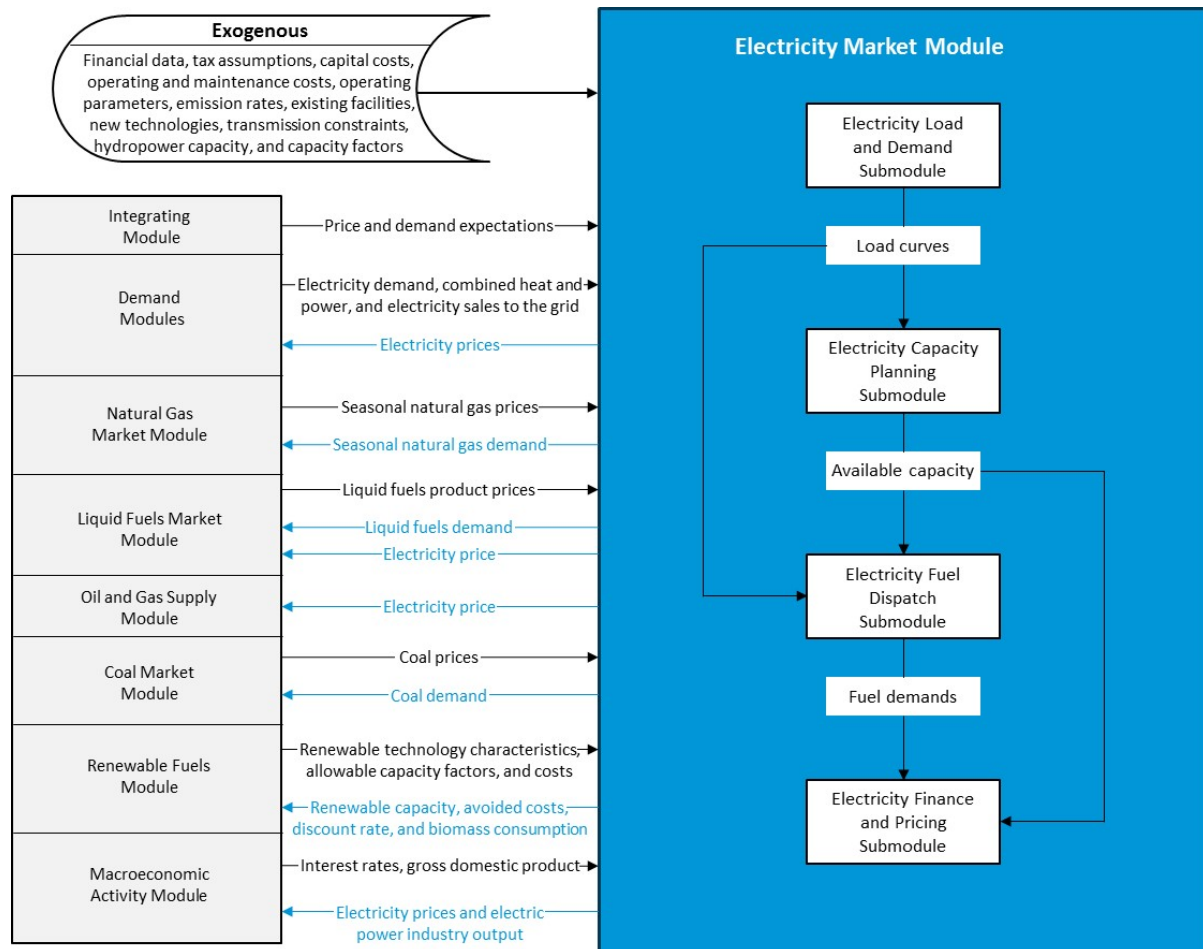 Exogenous
Financial data, tax assumptions, capital costs,
operating and maintenance costs, operating
parameters, emission rates, existing facilities,
new technologies, transmission constraints,
hydropower capacity, and capacity factors
Integrating
Module
Price and demand expectations
Demand
Modules
Electricity demand, combined heat and
power, and electricity sales to the grid
Electricity prices
Natural Gas
Market Module
Seasonal natural gas prices
Seasonal natural gas demand
Liquid Fuels Market
Module
Liquid fuels product prices
Liquid fuels demand
Electricity price
Oil and Gas Supply
Module
Electricity price
Coal Market
Module
Coal prices
Coal demand
Renewable Fuels
Module
Renewable technology characteristics,
allowable capacity factors, and costs
Renewable capacity, avoided costs,
discount rate, and biomass consumption
Macroeconomic
Activity Module
Interest rates, gross domestic product
Electricity prices and electric
power industry output
Electricity Market Module
Electricity Load
and Demand
Submodule
Load curves
Electricity Capacity
Planning
Submodule
Available capacity
Electricity Fuel
Dispatch
Submodule
Fuel demands
Electricity Finance
and Pricing
Submodule